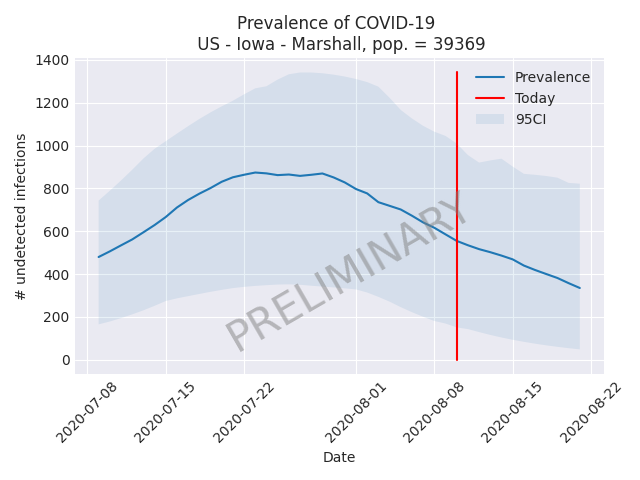 Prevalence of COVID-19
US - Iowa - Marshall, pop. = 39369
1400
1200
1000
800
600
400
200
0
# undetected infections
Prevalence
Today
95CI
PRELIMINARY
2020-07-08
2020-07-15
2020-07-22
2020-08-01
2020-08-08
2020-08-15
2020-08-22
Date